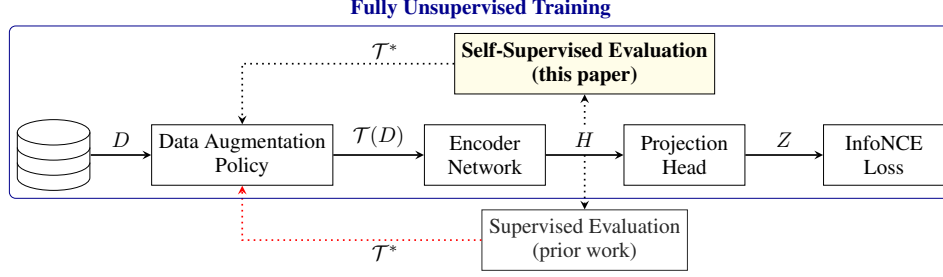 Fully Unsupervised Training
𝒯*
Self-Supervised Evaluation
(this paper)
D
Data Augmentation
Policy
𝒯(D)
Encoder
Network
H
Projection
Head
Z
InfoNCE
Loss
𝒯*
Supervised Evaluation
(prior work)